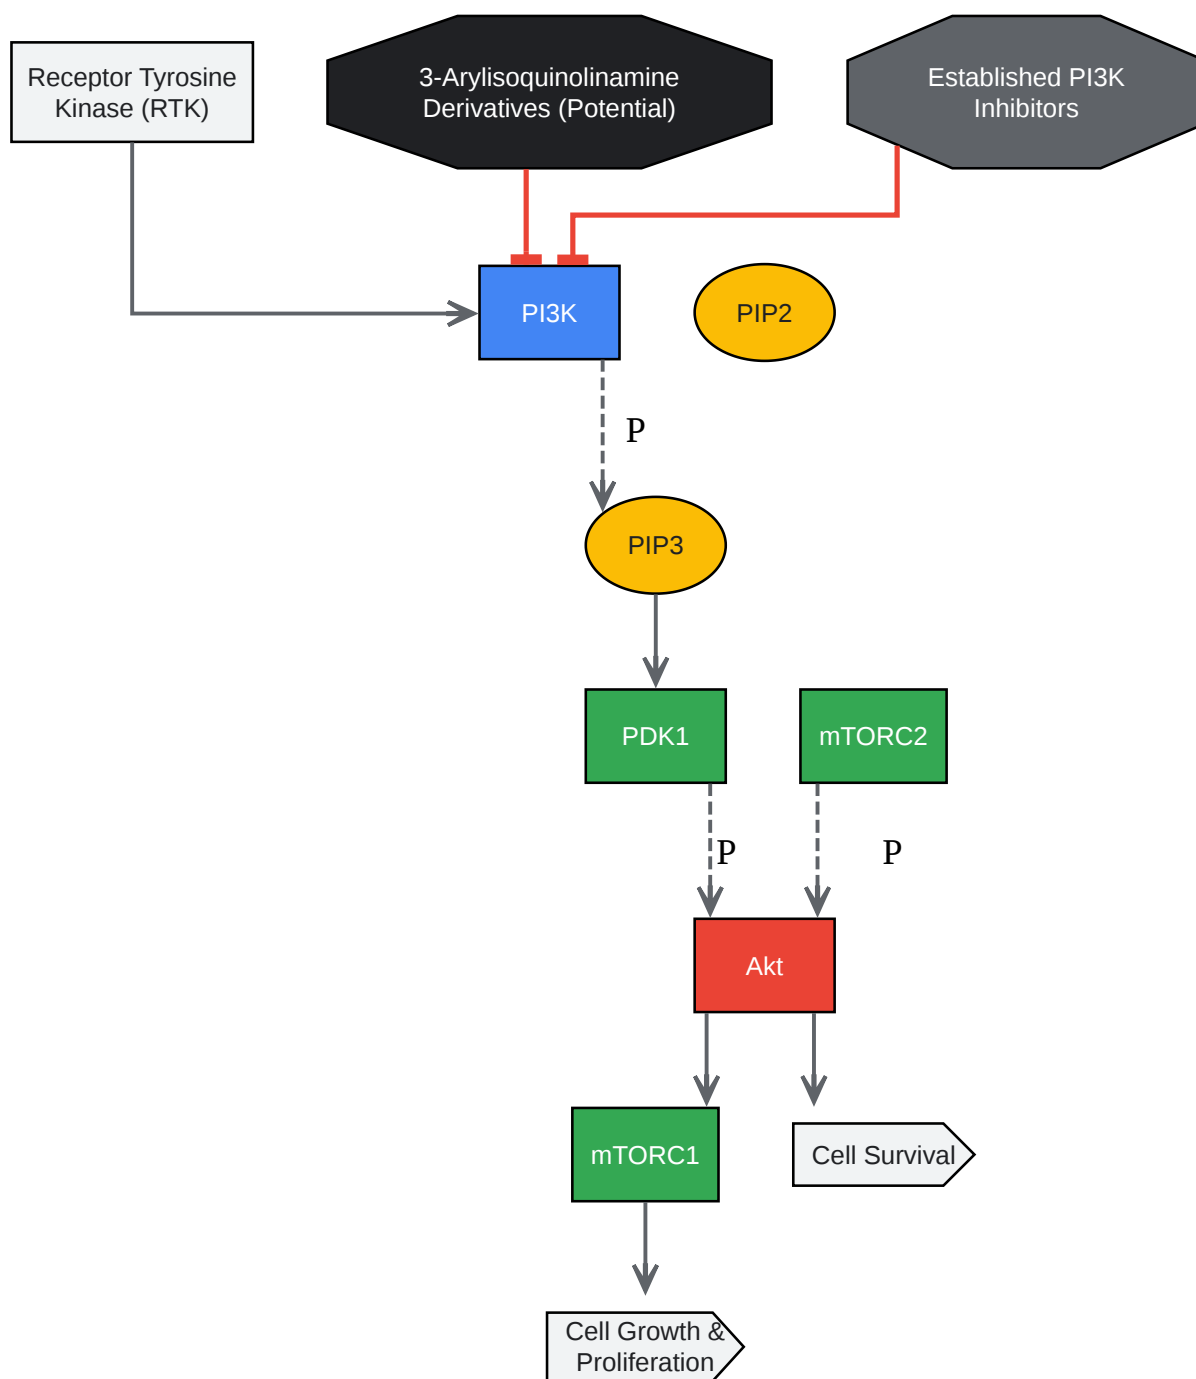 Receptor Tyrosine
Kinase (RTK)
3-Arylisoquinolinamine
Derivatives (Potential)
Established PI3K
Inhibitors
PI3K
PIP2
P
PIP3
PDK1
mTORC2
P
P
Akt
mTORC1
Cell Survival
Cell Growth &
Proliferation